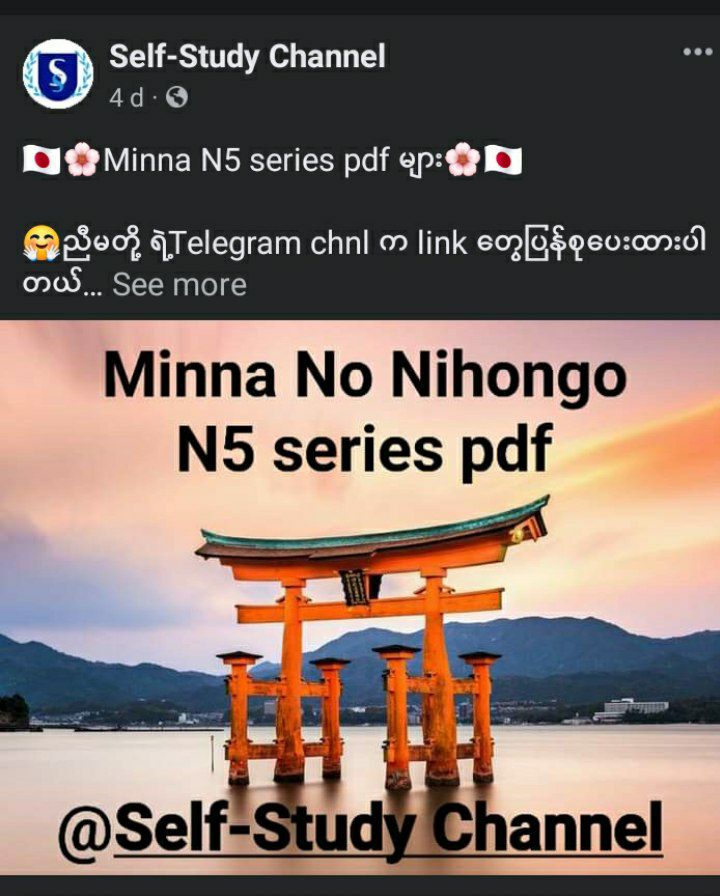 Self-Study Channel
4 d
🇯🇵🌸Minna N5 series pdf များ🌸🇯🇵
🤗ညီမတို့ ရဲ့Telegram chnl က link တွေပြန်စုပေးထားပါ
တယ်... See more
Minna No Nihongo
N5 series pdf
@Self-Study Channel